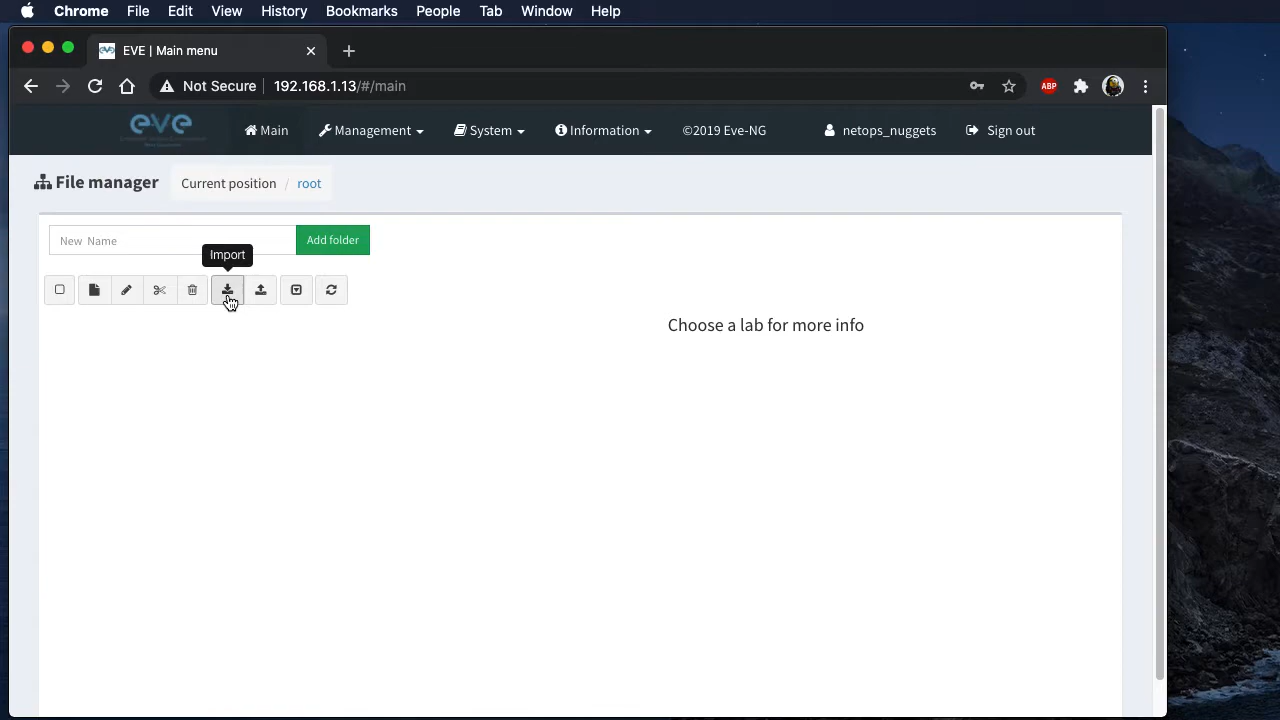 Chrome File Edit View History Bookmarks People Tab Window Help
EVE | Main menu
Not Secure 192.168.1.13/#/main
ABP
eve Main Management System Information ©2019 Eve-NG netops_nuggets Sign out
File manager Current position / root
New Name Add folder
Import
Choose a lab for more info